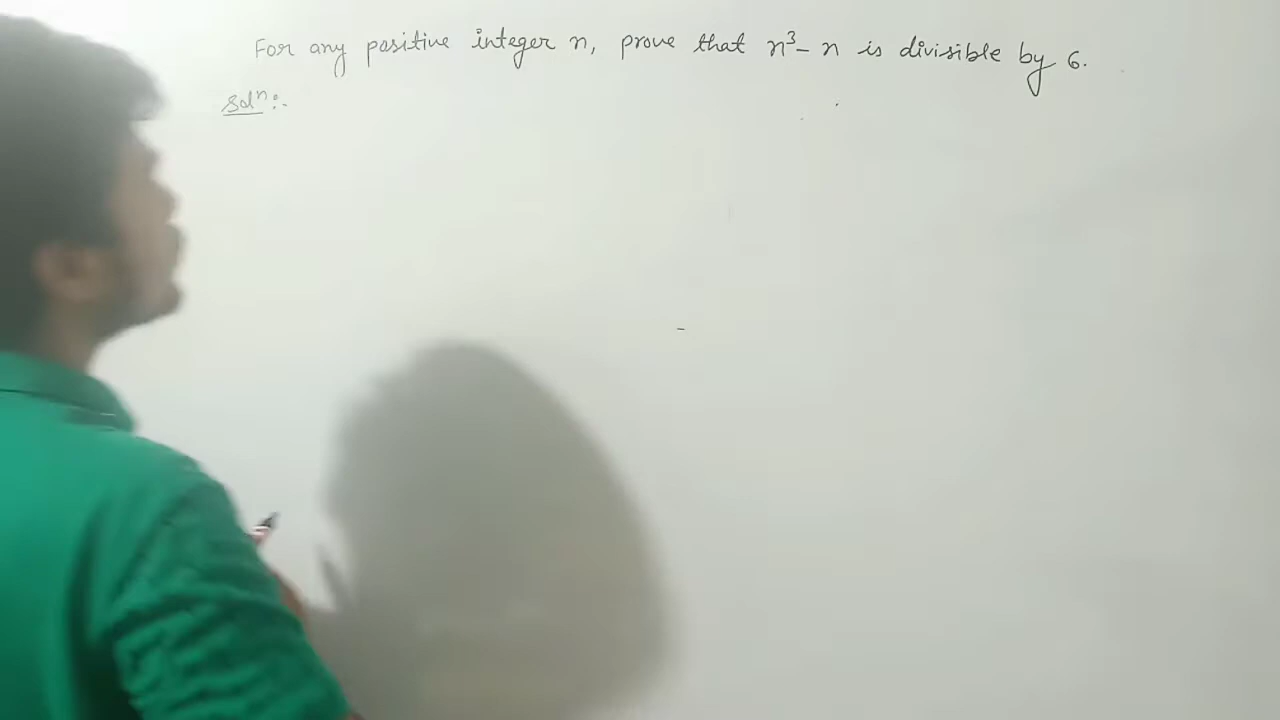 For any positive integer n, prove that n³- n is divisible by 6.
Solⁿ:-